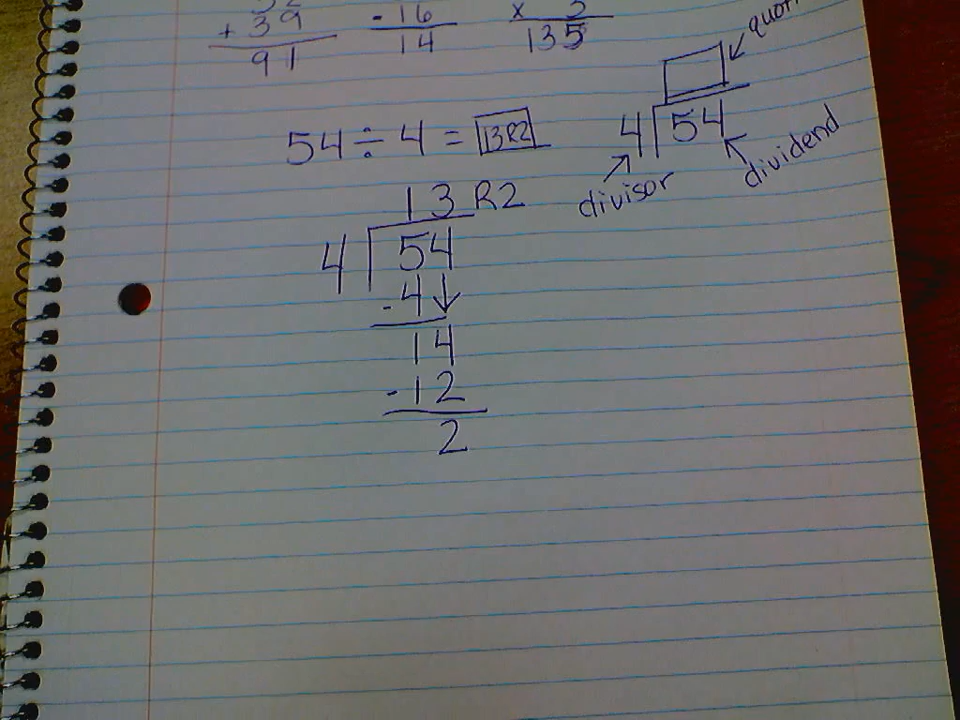 + 39
91
- 16
14
x 5
135
54 ÷ 4 = 13R2
4 54
divisor
dividend
13 R2
4 54
- 4
14
- 12
2